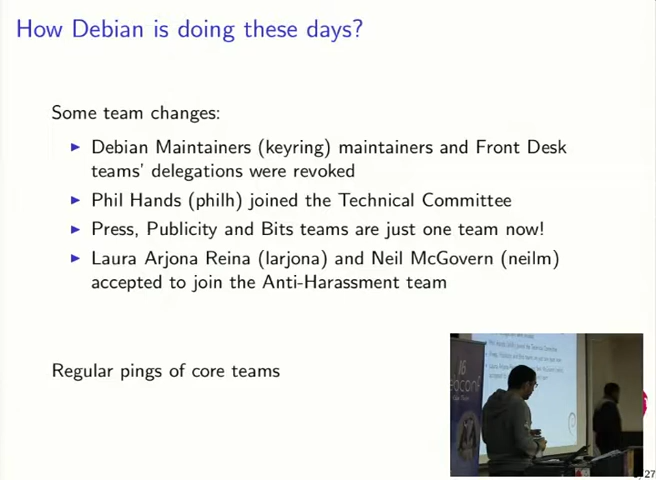 How Debian is doing these days?
Some team changes:
▶ Debian Maintainers (keyring) maintainers and Front Desk
teams' delegations were revoked
▶ Phil Hands (philh) joined the Technical Committee
▶ Press, Publicity and Bits teams are just one team now!
▶ Laura Arjona Reina (larjona) and Neil McGovern (neilm)
accepted to join the Anti-Harassment team
Regular pings of core teams
16
27